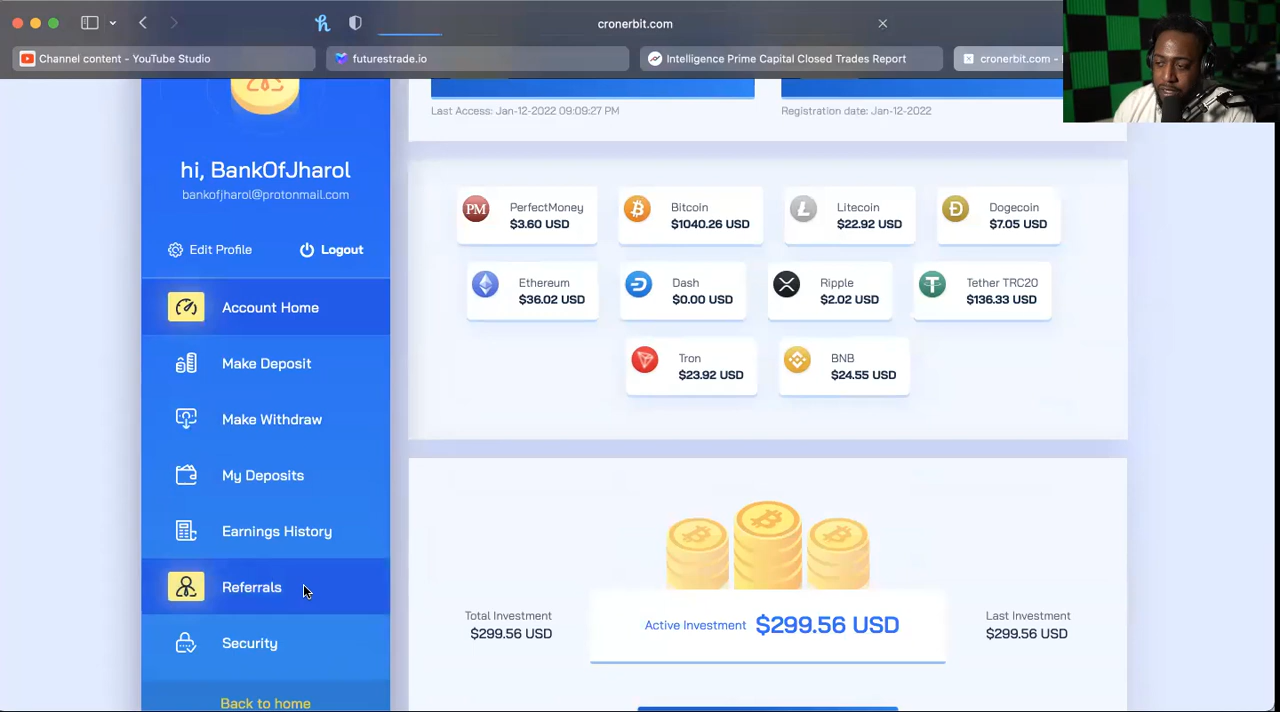 cronerbit.com
Channel content - YouTube Studio
futurestrade.io
Intelligence Prime Capital Closed Trades Report
cronerbit.com -
hi, BankOfJharol
bankofjharol@protonmail.com
Edit Profile
Logout
Account Home
Make Deposit
Make Withdraw
My Deposits
Earnings History
Referrals
Security
Back to home
Last Access: Jan-12-2022 09:09:27 PM
Registration date: Jan-12-2022
PM
PerfectMoney
$3.60 USD
Bitcoin
$1040.26 USD
Litecoin
$22.92 USD
Dogecoin
$7.05 USD
Ethereum
$36.02 USD
Dash
$0.00 USD
Ripple
$2.02 USD
Tether TRC20
$136.33 USD
Tron
$23.92 USD
BNB
$24.55 USD
Total Investment
$299.56 USD
Active Investment $299.56 USD
Last Investment
$299.56 USD